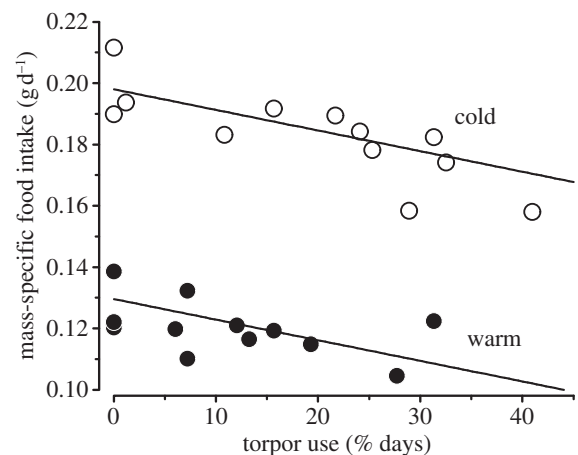 0.22
0.20
0.18
0.16
0.14
0.12
0.10
mass-specific food intake (g d⁻¹)
cold
warm
0 10 20 30 40
torpor use (% days)